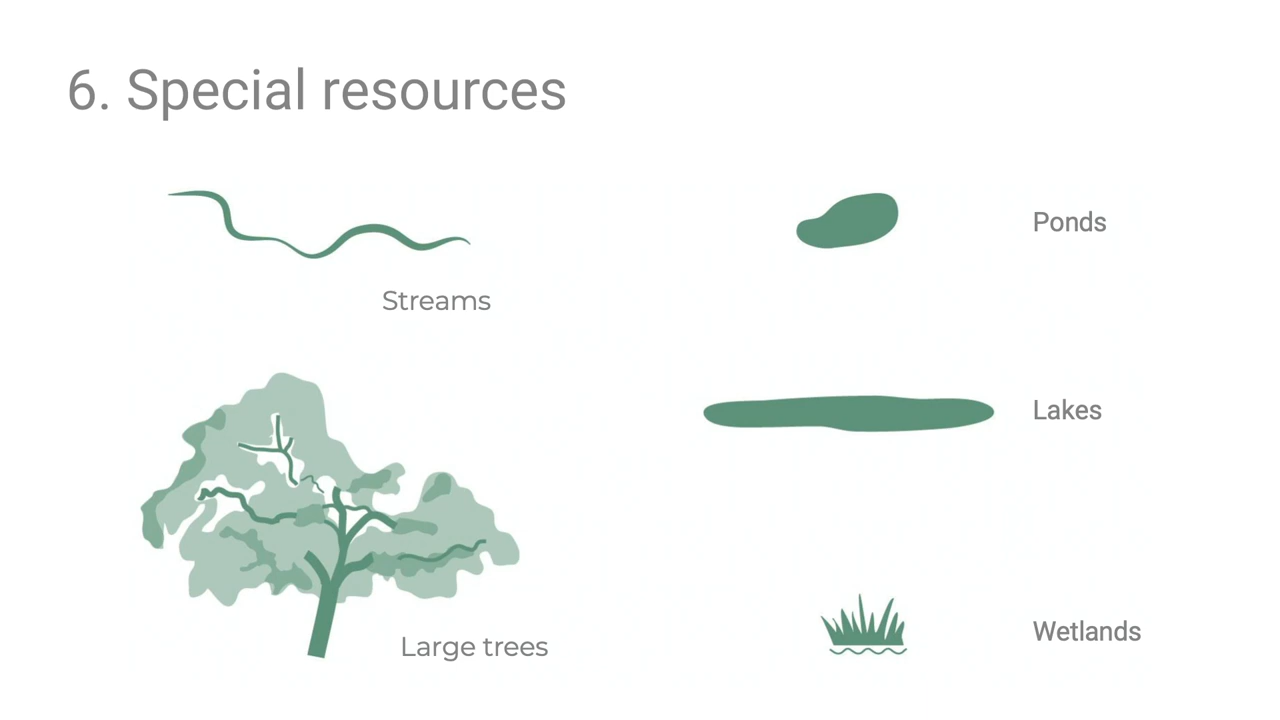 6. Special resources
Streams
Ponds
Lakes
Large trees
Wetlands